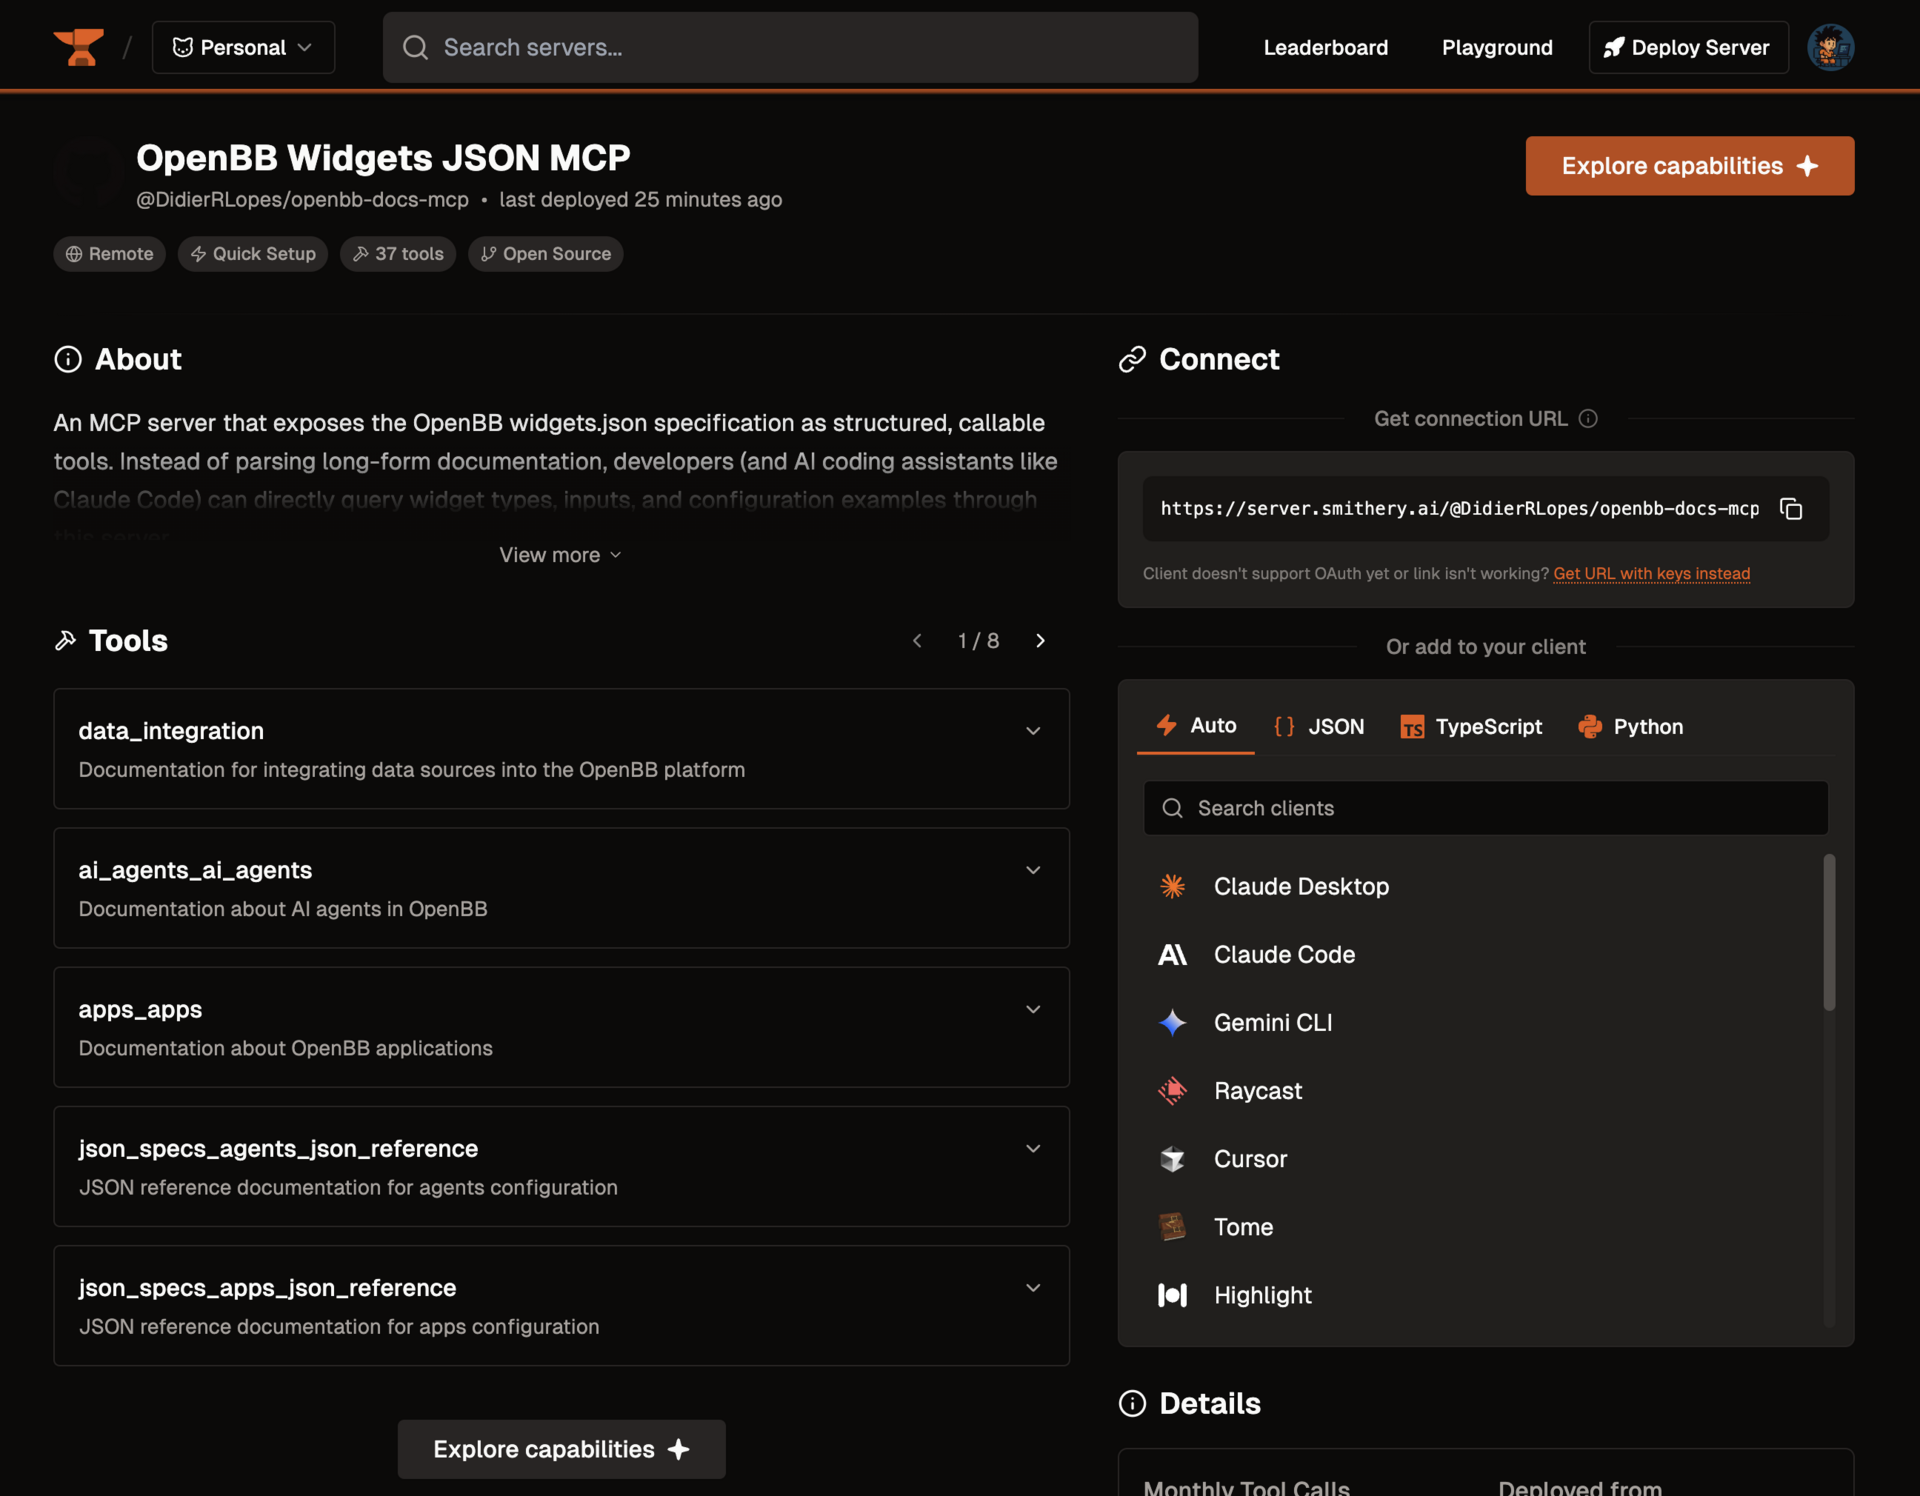 /
Personal
Search servers...
Leaderboard
Playground
Deploy Server
OpenBB Widgets JSON MCP
@DidierRLopes/openbb-docs-mcp • last deployed 25 minutes ago
Explore capabilities
Remote
Quick Setup
37 tools
Open Source
About
An MCP server that exposes the OpenBB widgets.json specification as structured, callable
tools. Instead of parsing long-form documentation, developers (and AI coding assistants like
Claude Code) can directly query widget types, inputs, and configuration examples through
this server.
View more
Tools
1 / 8
data_integration
Documentation for integrating data sources into the OpenBB platform
ai_agents_ai_agents
Documentation about AI agents in OpenBB
apps_apps
Documentation about OpenBB applications
json_specs_agents_json_reference
JSON reference documentation for agents configuration
json_specs_apps_json_reference
JSON reference documentation for apps configuration
Explore capabilities
Connect
Get connection URL
https://server.smithery.ai/@DidierRLopes/openbb-docs-mcp
Client doesn't support OAuth yet or link isn't working? Get URL with keys instead
Or add to your client
Auto
{} JSON
TS TypeScript
Python
Search clients
Claude Desktop
Claude Code
Gemini CLI
Raycast
Cursor
Tome
Highlight
Details
Monthly Tool Calls
Deployed from